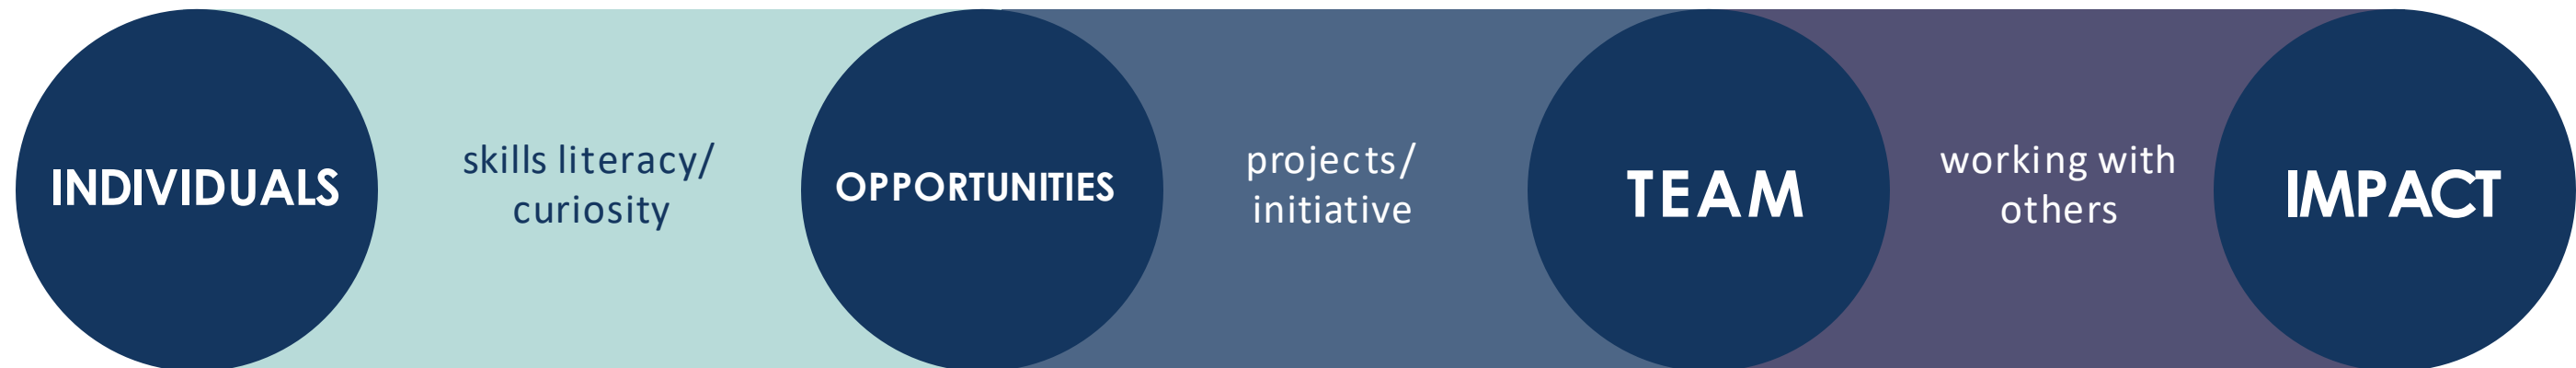 INDIVIDUALS
skills literacy/
curiosity
OPPORTUNITIES
projects/
initiative
TEAM
working with
others
IMPACT